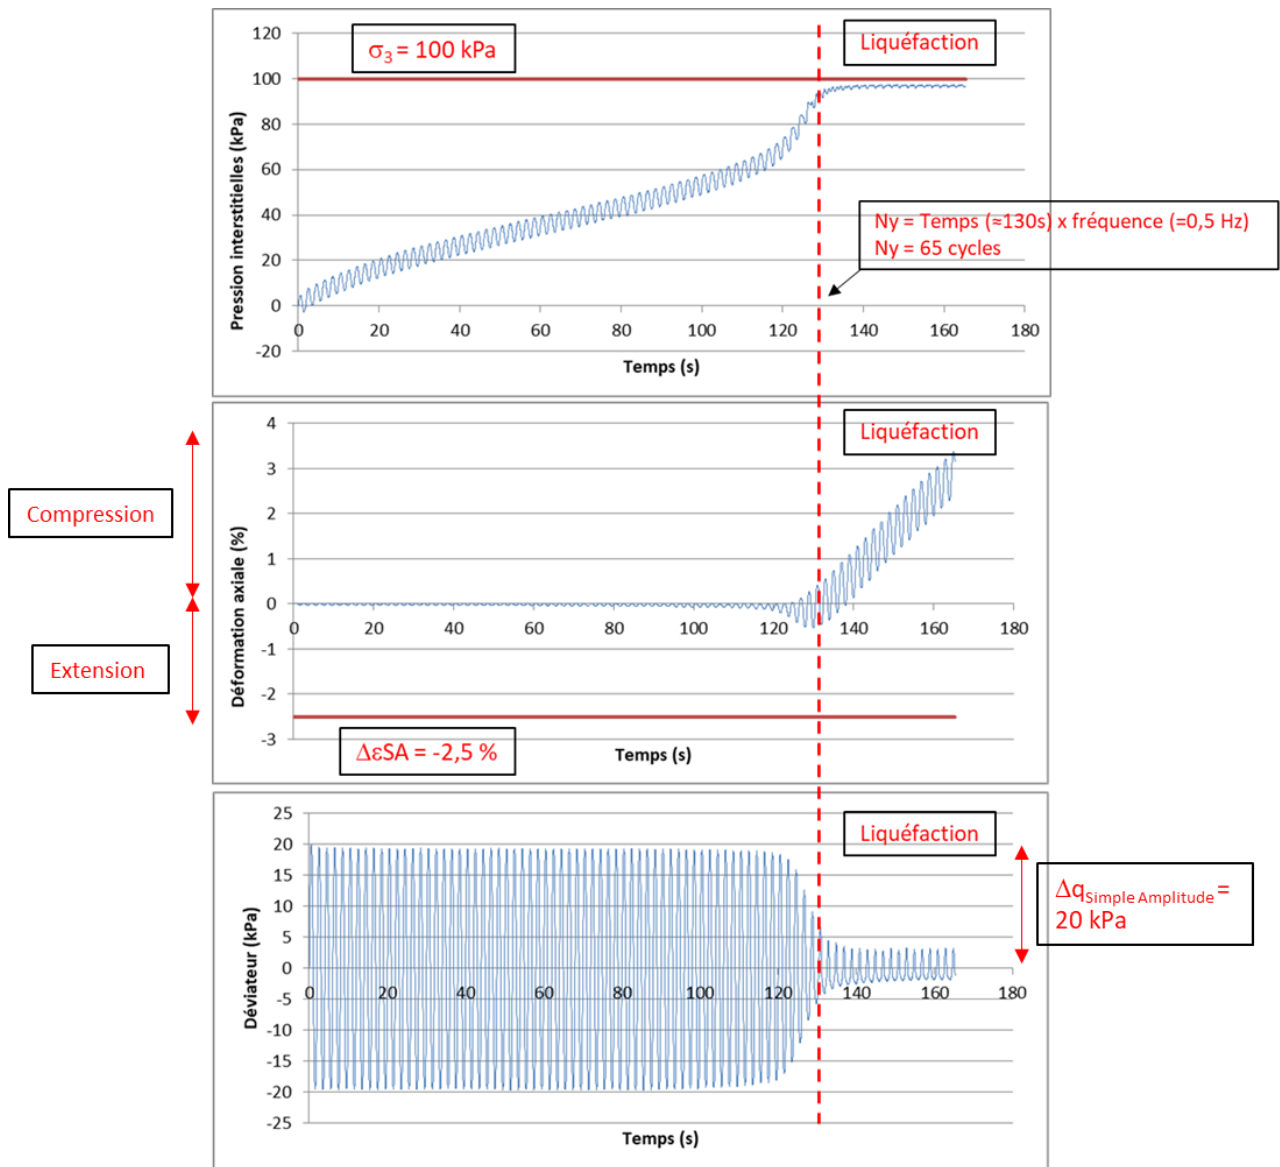 120
100
80
60
40
20
0
-20
Pression interstitielles (kPa)
σ3 = 100 kPa
Liquéfaction
Ny = Temps (≈130s) x fréquence (=0,5 Hz)
Ny = 65 cycles
0 20 40 60 80 100 120 140 160 180
Temps (s)
Compression
Extension
4
3
2
1
0
-1
-2
-3
Déformation axiale (%)
Liquéfaction
0 20 40 60 80 100 120 140 160 180
ΔεSA = -2,5 %
Temps (s)
25
20
15
10
5
0
-5
-10
-15
-20
-25
Déviateur (kPa)
Liquéfaction
ΔqSimple Amplitude =
20 kPa
0 20 40 60 80 100 120 140 160 180
Temps (s)